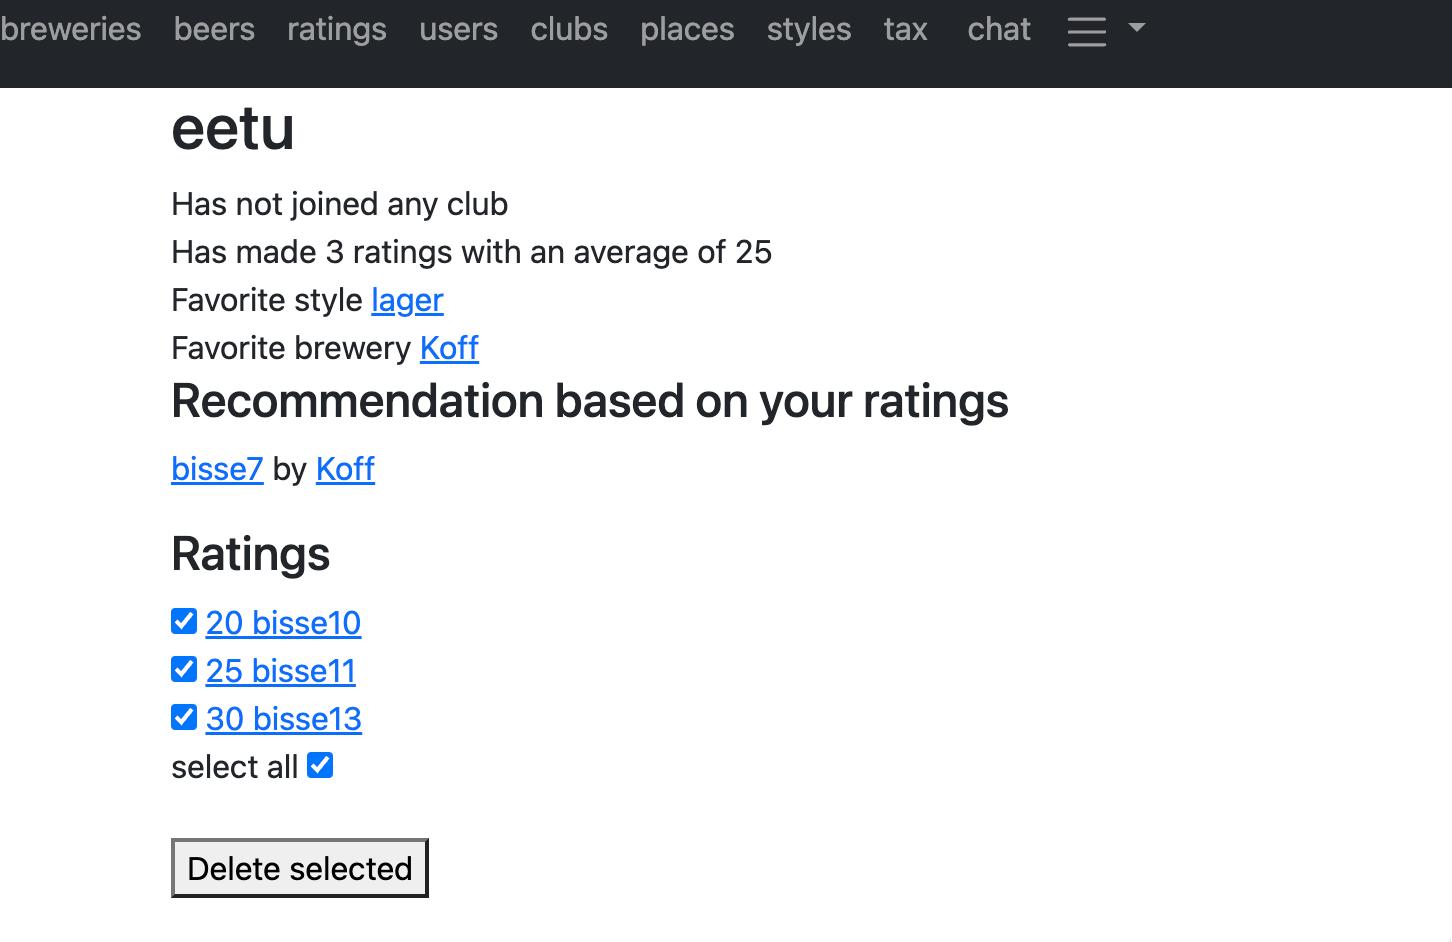 breweries beers ratings users clubs places styles tax chat
eetu
Has not joined any club
Has made 3 ratings with an average of 25
Favorite style lager
Favorite brewery Koff
Recommendation based on your ratings
bisse7 by Koff
Ratings
20 bisse10
25 bisse11
30 bisse13
select all
Delete selected